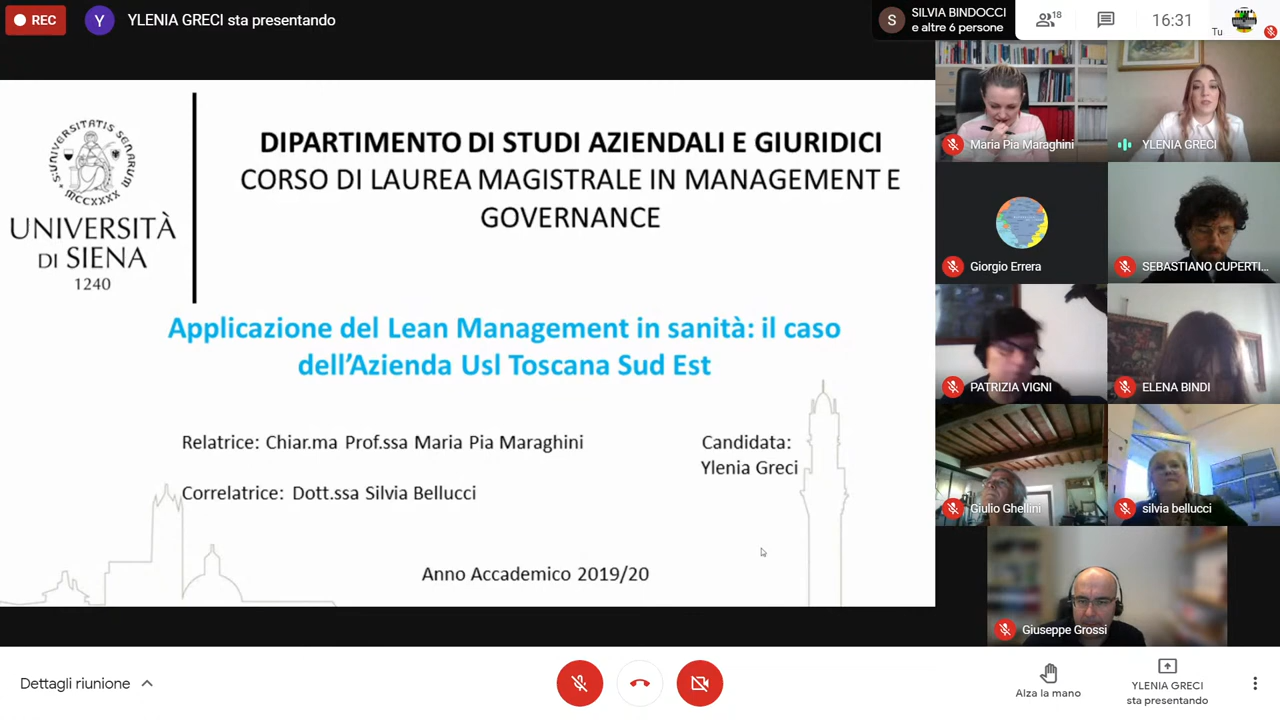 REC
Y
YLENIA GRECI sta presentando
S
SILVIA BINDOCCI
e altre 6 persone
18
16:31
Tu
SUNIVERSITATIS SENARUM
MCCXXXX
UNIVERSITÀ
DI SIENA
1240
DIPARTIMENTO DI STUDI AZIENDALI E GIURIDICI
CORSO DI LAUREA MAGISTRALE IN MANAGEMENT E
GOVERNANCE
Applicazione del Lean Management in sanità: il caso
dell’Azienda Usl Toscana Sud Est
Relatrice: Chiar.ma Prof.ssa Maria Pia Maraghini
Candidata:
Ylenia Greci
Correlatrice: Dott.ssa Silvia Bellucci
Anno Accademico 2019/20
Maria Pia Maraghini
YLENIA GRECI
Giorgio Errera
SEBASTIANO CUPERTI...
PATRIZIA VIGNI
ELENA BINDI
Giulio Ghellini
silvia bellucci
Giuseppe Grossi
Dettagli riunione
Alza la mano
YLENIA GRECI
sta presentando